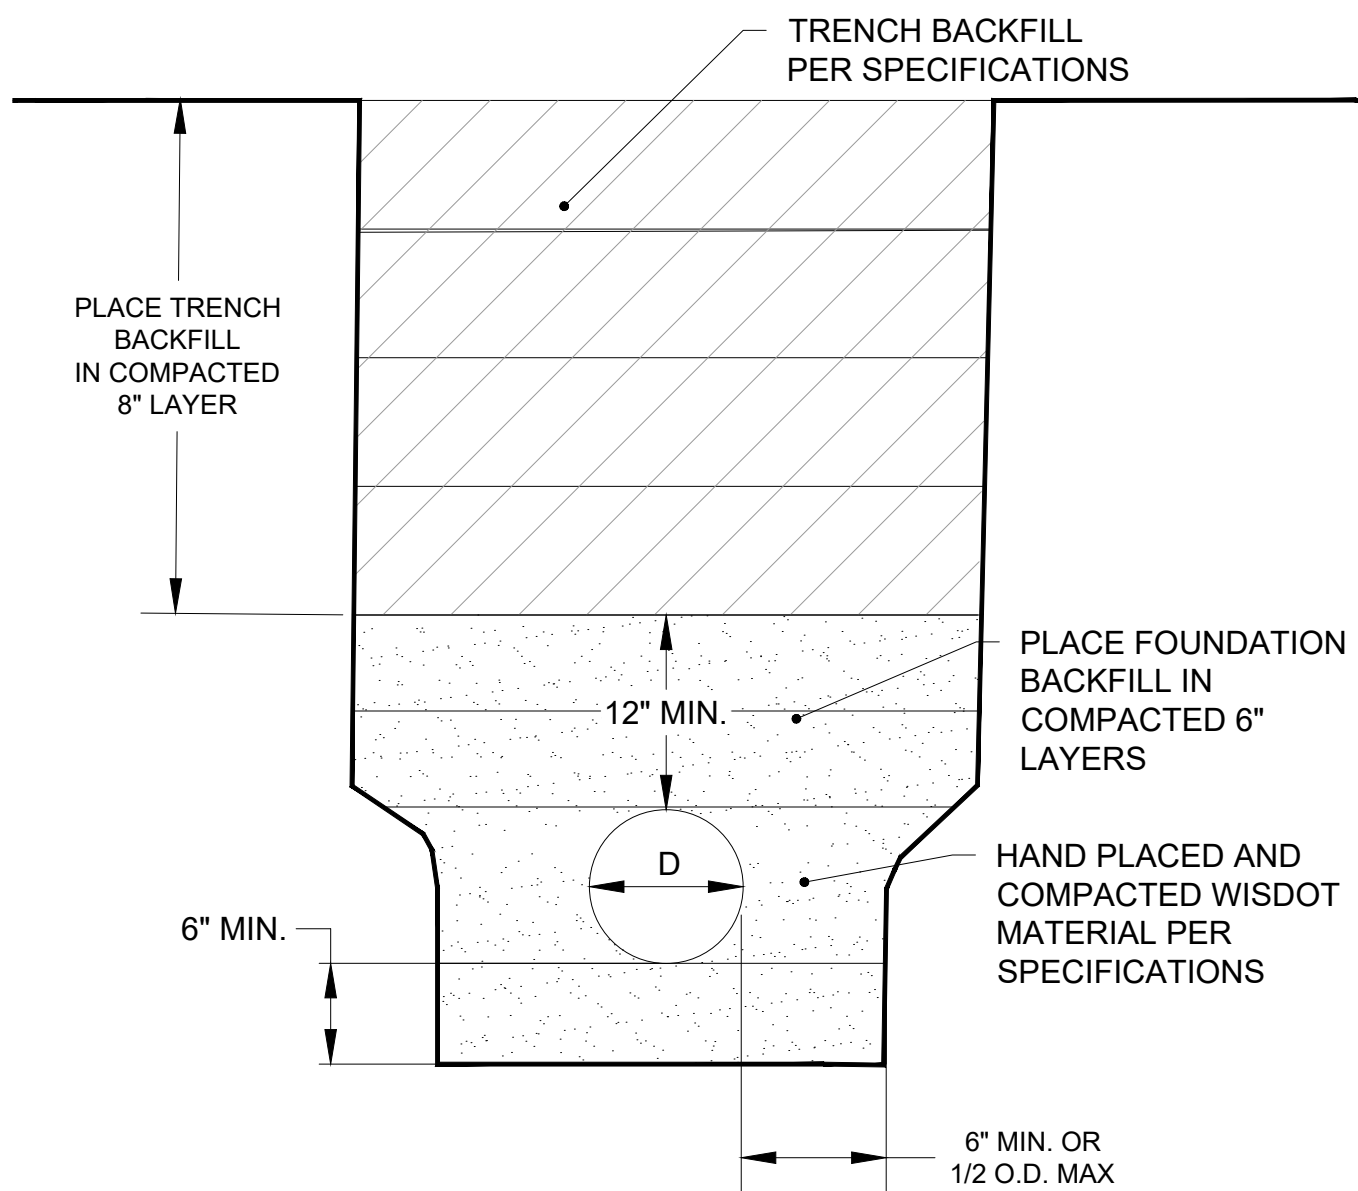 TRENCH BACKFILL
PER SPECIFICATIONS
PLACE TRENCH
BACKFILL
IN COMPACTED
8" LAYER
PLACE FOUNDATION
BACKFILL IN
COMPACTED 6"
LAYERS
12" MIN.
HAND PLACED AND
COMPACTED WISDOT
MATERIAL PER
SPECIFICATIONS
D
6" MIN.
6" MIN. OR
1/2 O.D. MAX